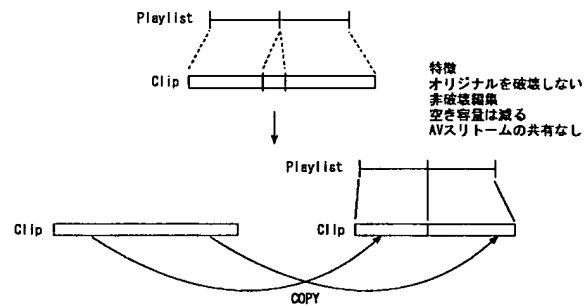 Playlist
Clip
特徴
オリジナルを破壊しない
非破壊編集
空き容量は減る
AVスリトームの共有なし
Playlist
Clip
Clip
COPY